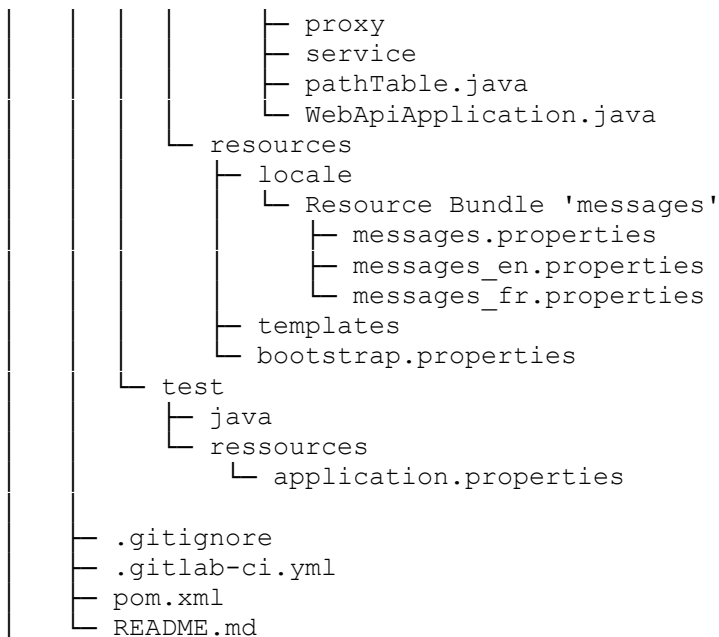 │   │  │  │     ├─ proxy
│   │  │  │     ├─ service
│   │  │  │     ├─ pathTable.java
│   │  │  │     └─ WebApiApplication.java
│   │  │  └─ resources
│   │  │     ├─ locale
│   │  │     │  └─ Resource Bundle 'messages'
│   │  │     │     ├─ messages.properties
│   │  │     │     ├─ messages_en.properties
│   │  │     │     └─ messages_fr.properties
│   │  │     ├─ templates
│   │  │     └─ bootstrap.properties
│   │  └─ test
│   │     ├─ java
│   │     └─ ressources
│   │         └─ application.properties
│   │
│   ├─ .gitignore
│   ├─ .gitlab-ci.yml
│   ├─ pom.xml
│   └─ README.md